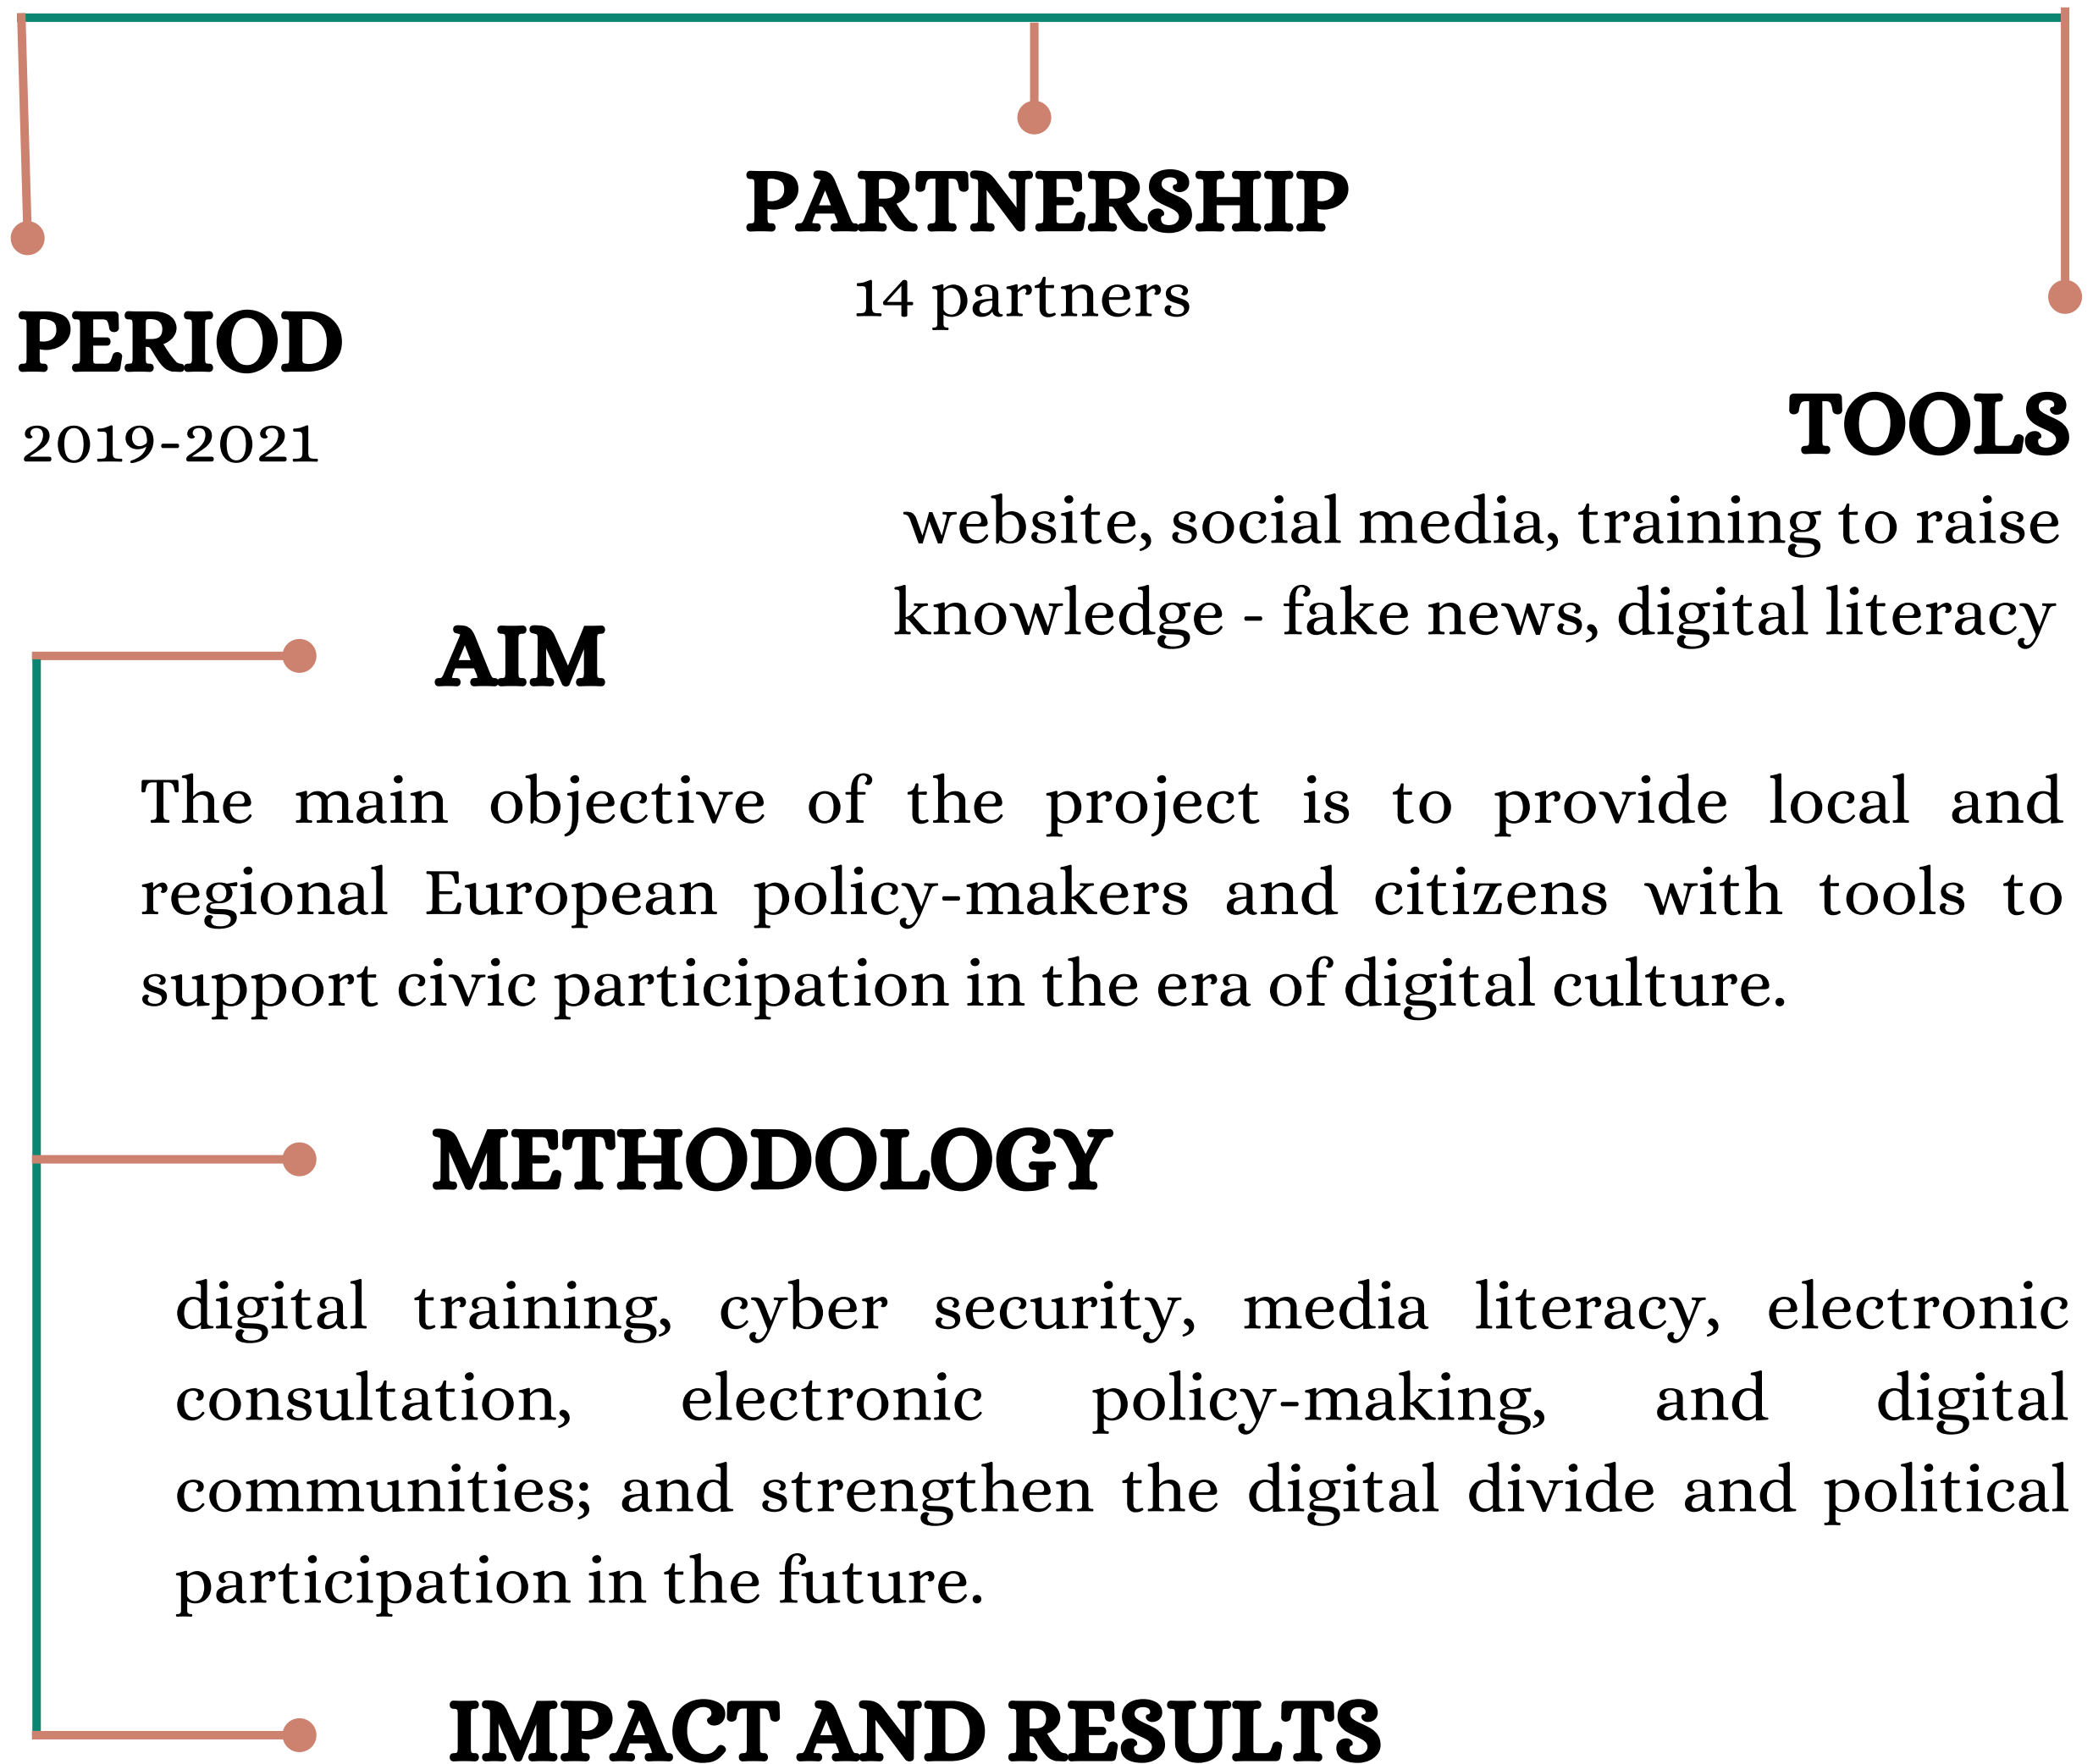 PARTNERSHIP
14 partners
PERIOD
2019-2021
TOOLS
website, social media, training to raise
knowledge - fake news, digital literacy
AIM
The main objective of the project is to provide local and
regional European policy-makers and citizens with tools to
support civic participation in the era of digital culture.
METHODOLOGY
digital training, cyber security, media literacy, electronic
consultation, electronic policy-making, and digital
communities; and strengthen the digital divide and political
participation in the future.
IMPACT AND RESULTS